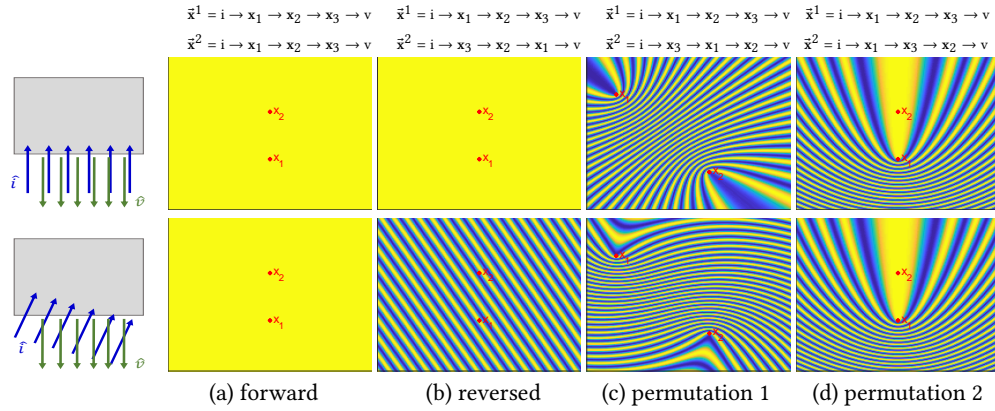 x⃗¹ = i → x₁ → x₂ → x₃ → v
x⃗¹ = i → x₁ → x₂ → x₃ → v
x⃗¹ = i → x₁ → x₂ → x₃ → v
x⃗¹ = i → x₁ → x₂ → x₃ → v
x⃗² = i → x₁ → x₂ → x₃ → v
x⃗² = i → x₃ → x₂ → x₁ → v
x⃗² = i → x₃ → x₁ → x₂ → v
x⃗² = i → x₁ → x₃ → x₂ → v
x₂
x₂
x₁
x₂
x₁
x₁
x₁
x₂
x₁
î
v̂
x₂
x₂
x₁
x₂
x₁
x₁
x₂
x₁
î
v̂
(a) forward
(b) reversed
(c) permutation 1
(d) permutation 2